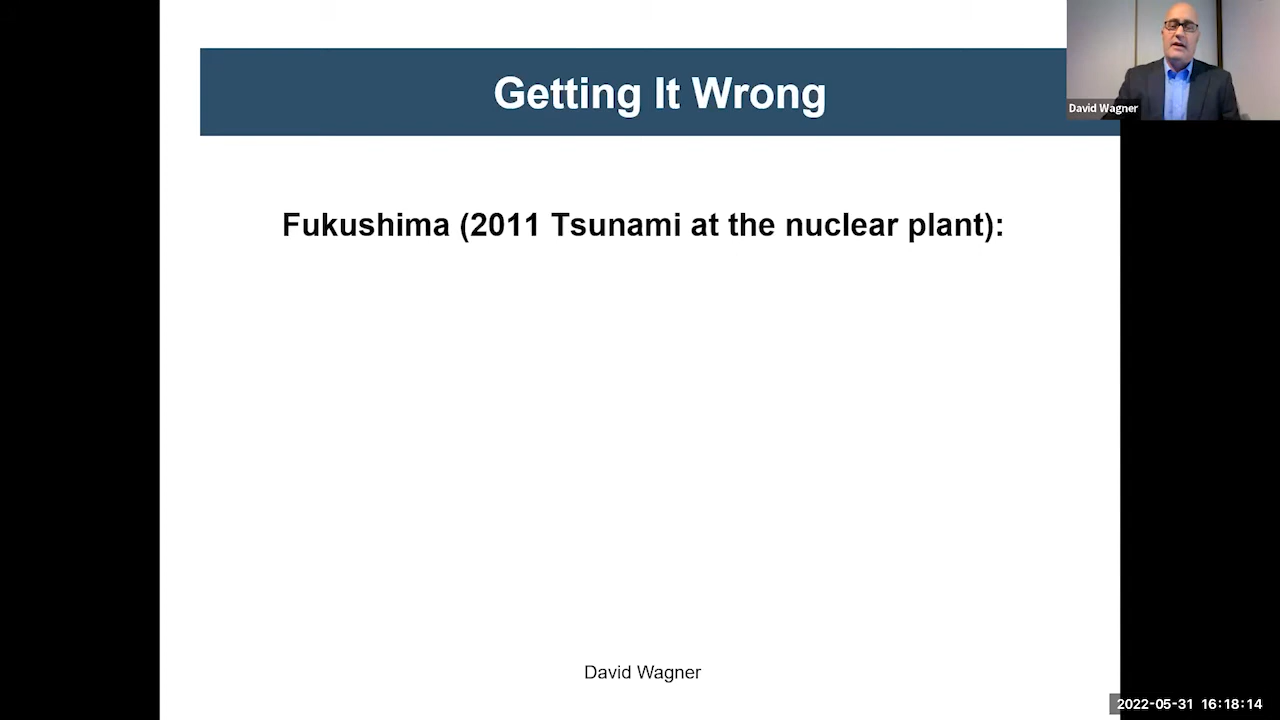 Getting It Wrong
David Wagner
Fukushima (2011 Tsunami at the nuclear plant):
David Wagner
2022-05-31 16:18:14